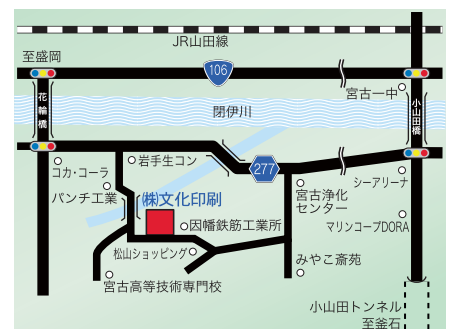 JR山田線
至盛岡
106
宮古一中
花輪橋
閉伊川
小山田橋
岩手生コン
コカ・コーラ
277
パンチ工業
㈱文化印刷
宮古浄化
センター
シーアリーナ
因幡鉄筋工業所
マリンコープDORA
松山ショッピング
みやこ斎苑
宮古高等技術専門校
小山田トンネル
至釜石